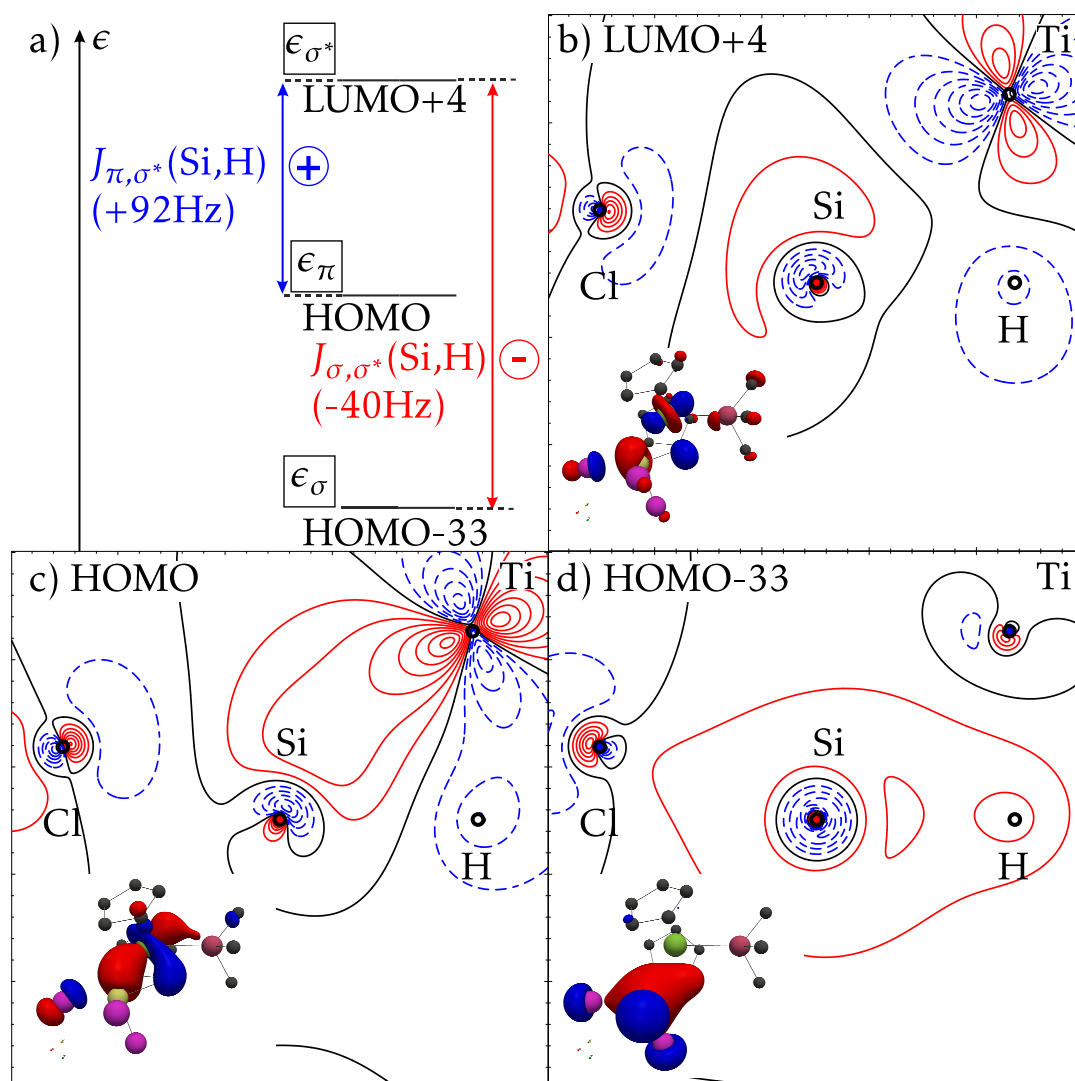 a) ϵ
ϵσ*
LUMO+4
Jπ,σ*(Si,H) +
(+92Hz)
ϵπ
HOMO
Jσ,σ*(Si,H) -
(-40Hz)
ϵσ
HOMO-33
b) LUMO+4 Ti
Si
Cl
H
c) HOMO Ti
Si
Cl
H
d) HOMO-33 Ti
Si
Cl
H